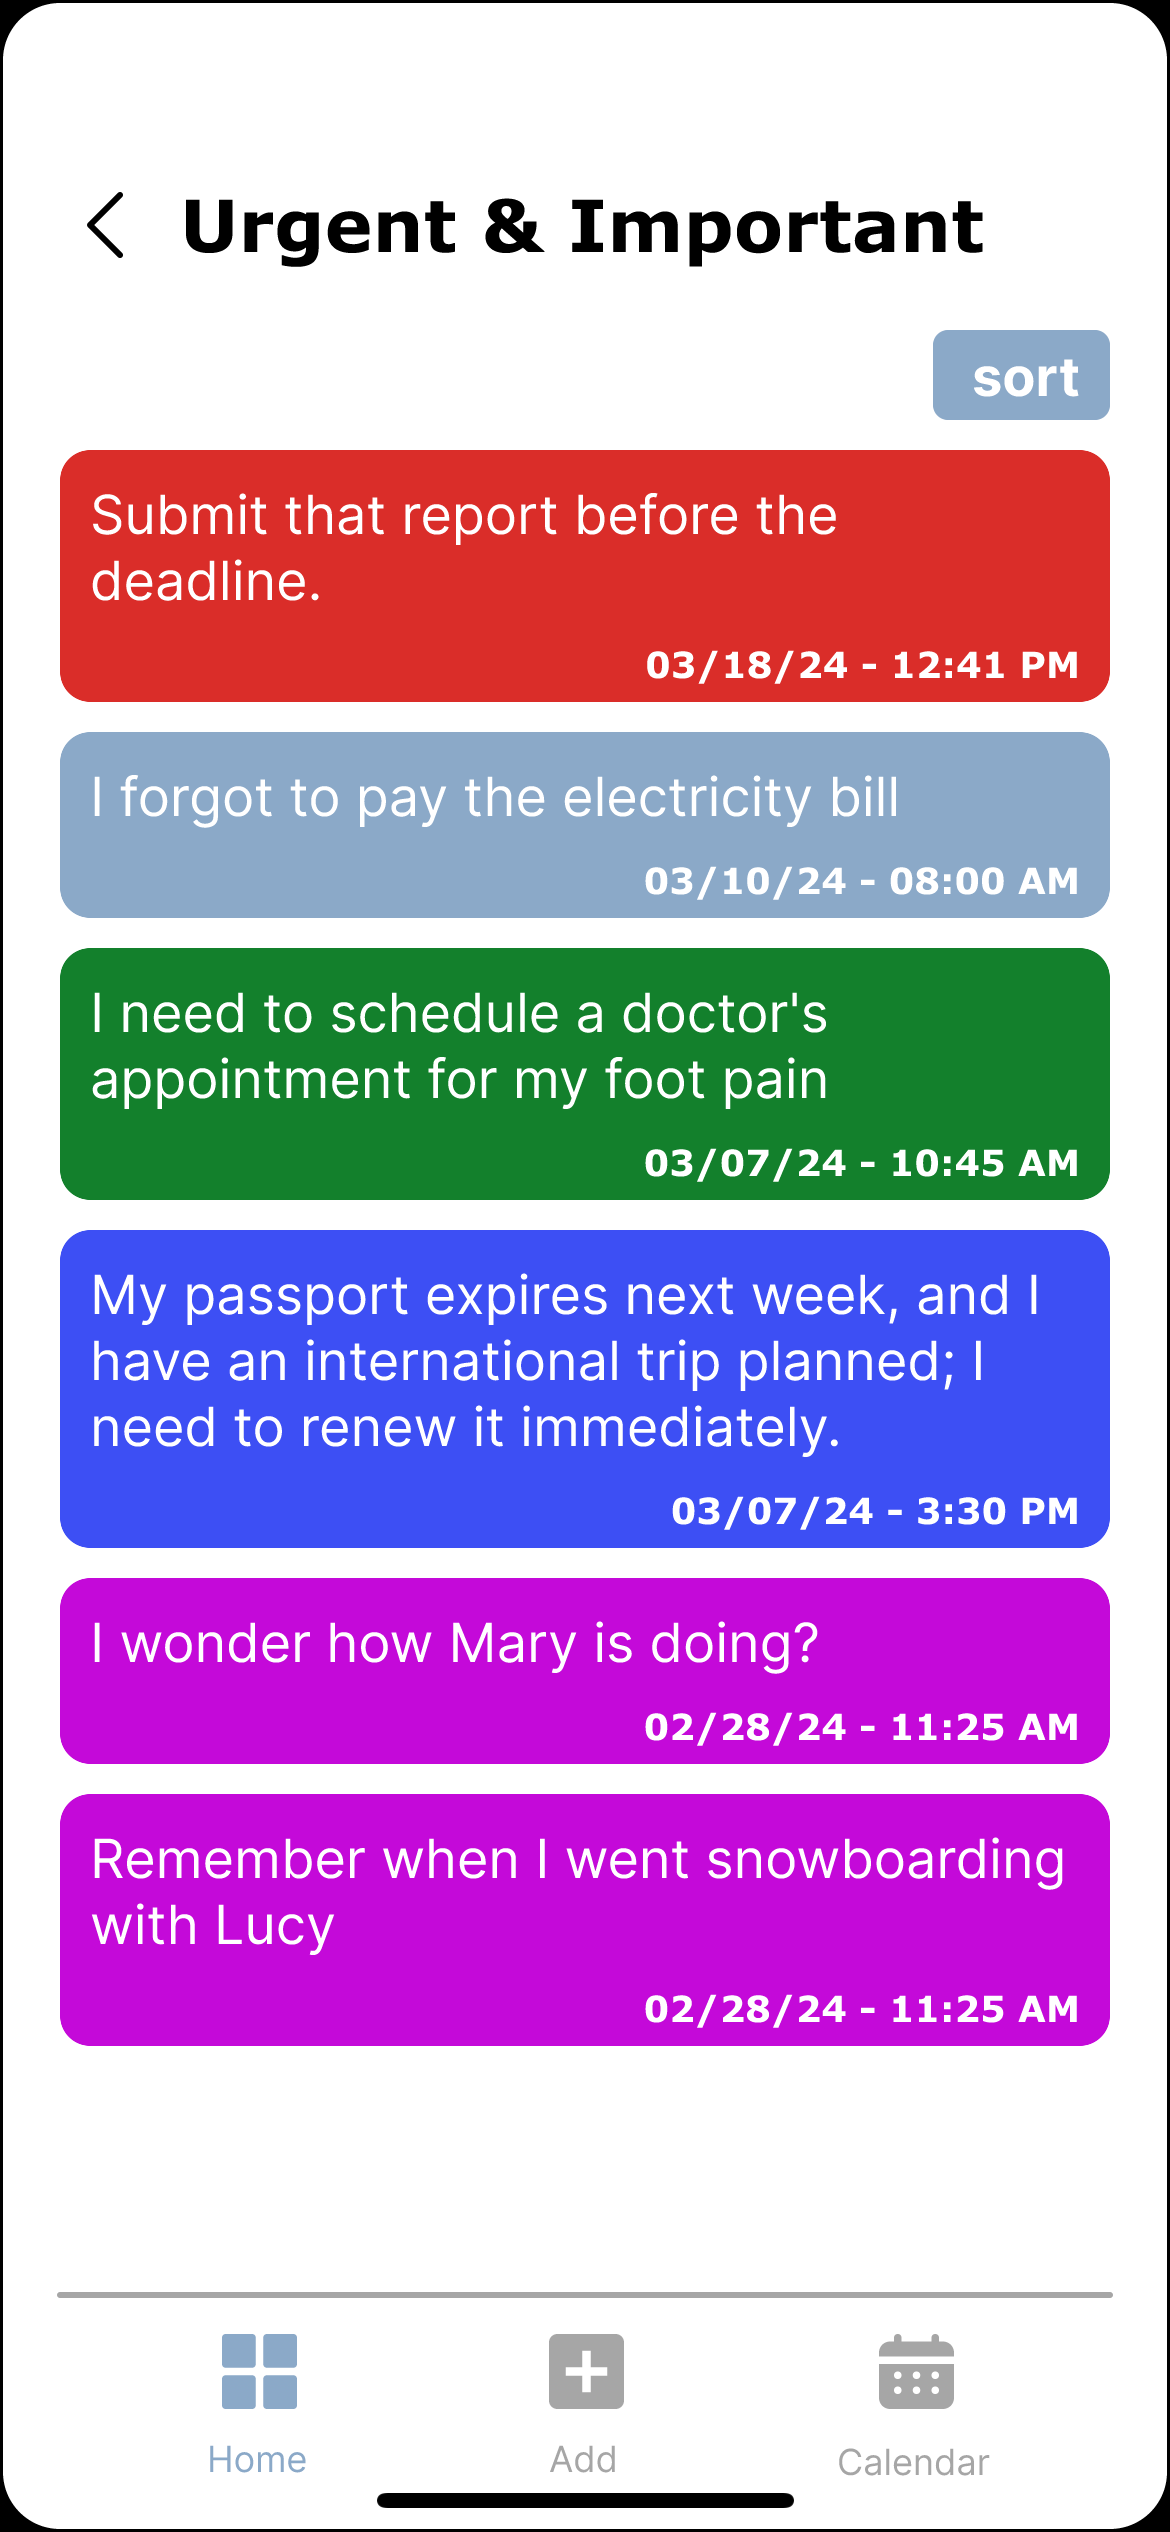 Urgent & Important
sort
Submit that report before the
deadline.
03/18/24 - 12:41 PM
I forgot to pay the electricity bill
03/10/24 - 08:00 AM
I need to schedule a doctor's
appointment for my foot pain
03/07/24 - 10:45 AM
My passport expires next week, and I
have an international trip planned; I
need to renew it immediately.
03/07/24 - 3:30 PM
I wonder how Mary is doing?
02/28/24 - 11:25 AM
Remember when I went snowboarding
with Lucy
02/28/24 - 11:25 AM
Home
Add
Calendar